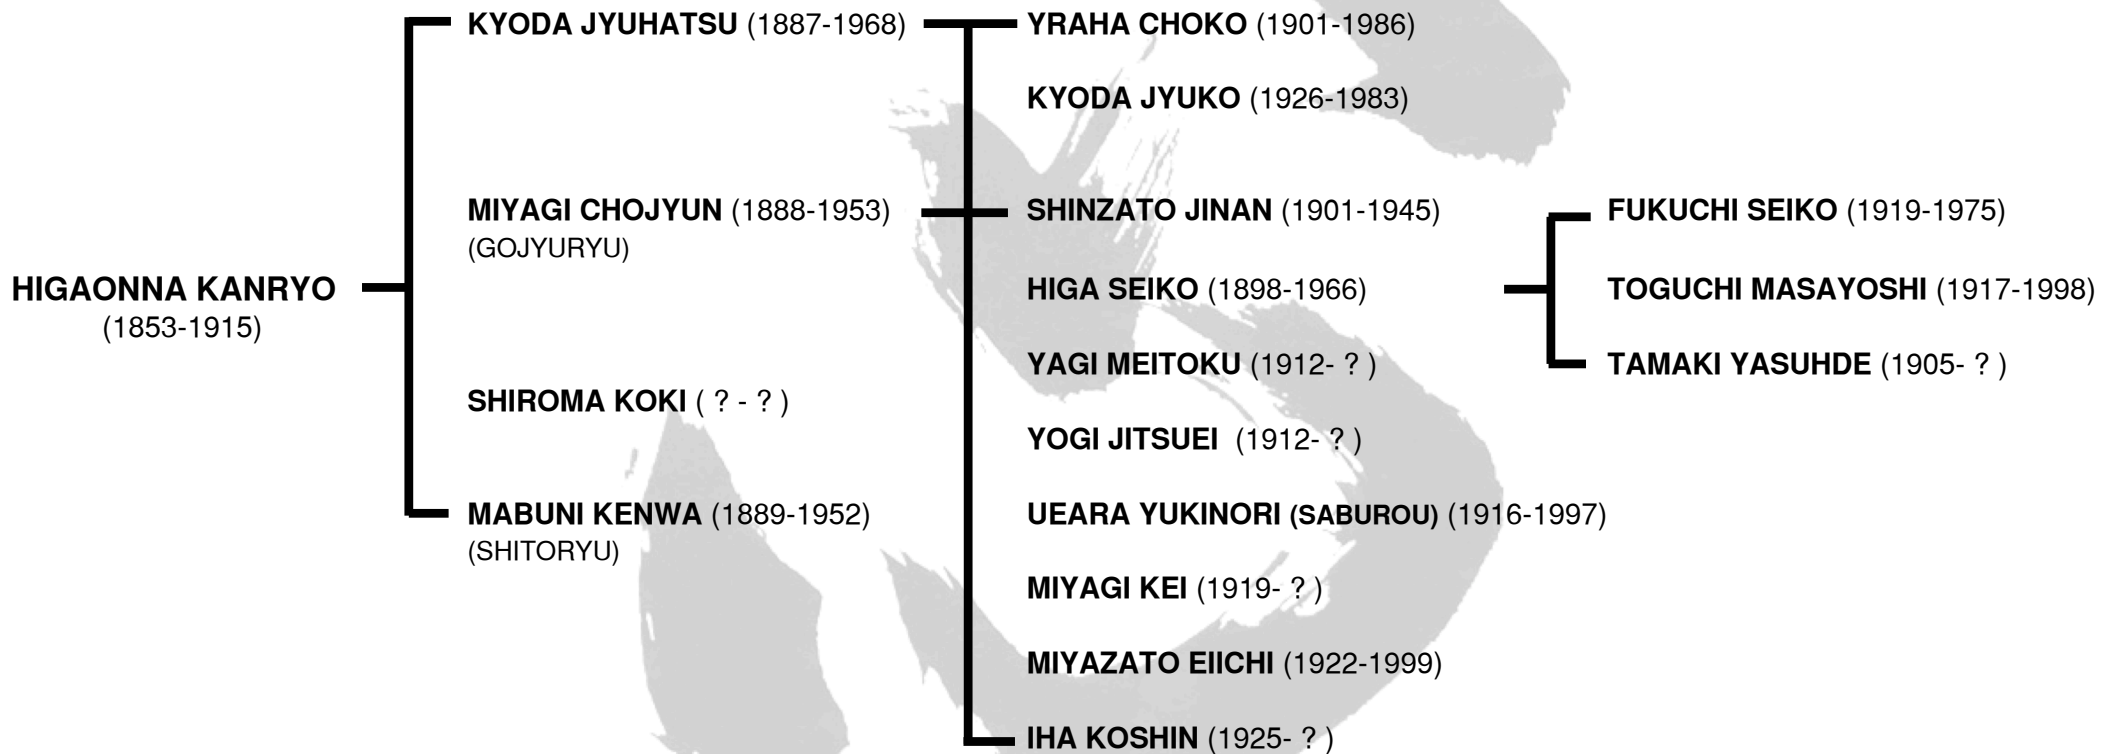 KYODA JYUHATSU (1887-1968)
YRAHA CHOKO (1901-1986)
KYODA JYUKO (1926-1983)
MIYAGI CHOJYUN (1888-1953)
(GOJYURYU)
SHINZATO JINAN (1901-1945)
FUKUCHI SEIKO (1919-1975)
HIGAONNA KANRYO
(1853-1915)
HIGA SEIKO (1898-1966)
TOGUCHI MASAYOSHI (1917-1998)
YAGI MEITOKU (1912- ? )
TAMAKI YASUHDE (1905- ? )
SHIROMA KOKI ( ? - ? )
YOGI JITSUEI (1912- ? )
MABUNI KENWA (1889-1952)
(SHITORYU)
UEARA YUKINORI (SABUROU) (1916-1997)
MIYAGI KEI (1919- ? )
MIYAZATO EIICHI (1922-1999)
IHA KOSHIN (1925- ? )